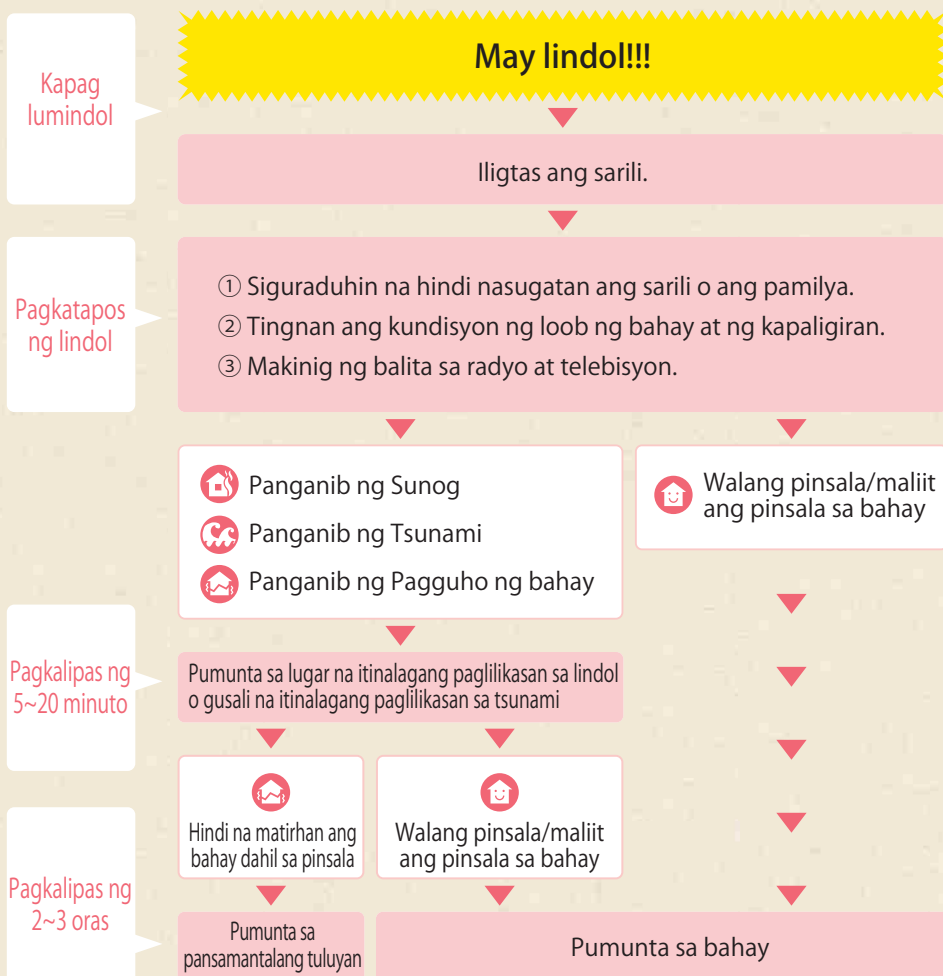 Kapag
lumindol
May lindol!!!
Iligtas ang sarili.
Pagkatapos
ng lindol
① Siguraduhin na hindi nasugatan ang sarili o ang pamilya.
② Tingnan ang kundisyon ng loob ng bahay at ng kapaligiran.
③ Makinig ng balita sa radyo at telebisyon.
Panganib ng Sunog
Panganib ng Tsunami
Panganib ng Pagguho ng bahay
Walang pinsala/maliit
ang pinsala sa bahay
Pagkalipas ng
5~20 minuto
Pumunta sa lugar na itinalagang paglilikasan sa lindol
o gusali na itinalagang paglilikasan sa tsunami
Hindi na matirhan ang
bahay dahil sa pinsala
Walang pinsala/maliit
ang pinsala sa bahay
Pagkalipas ng
2~3 oras
Pumunta sa
pansamantalang tuluyan
Pumunta sa bahay